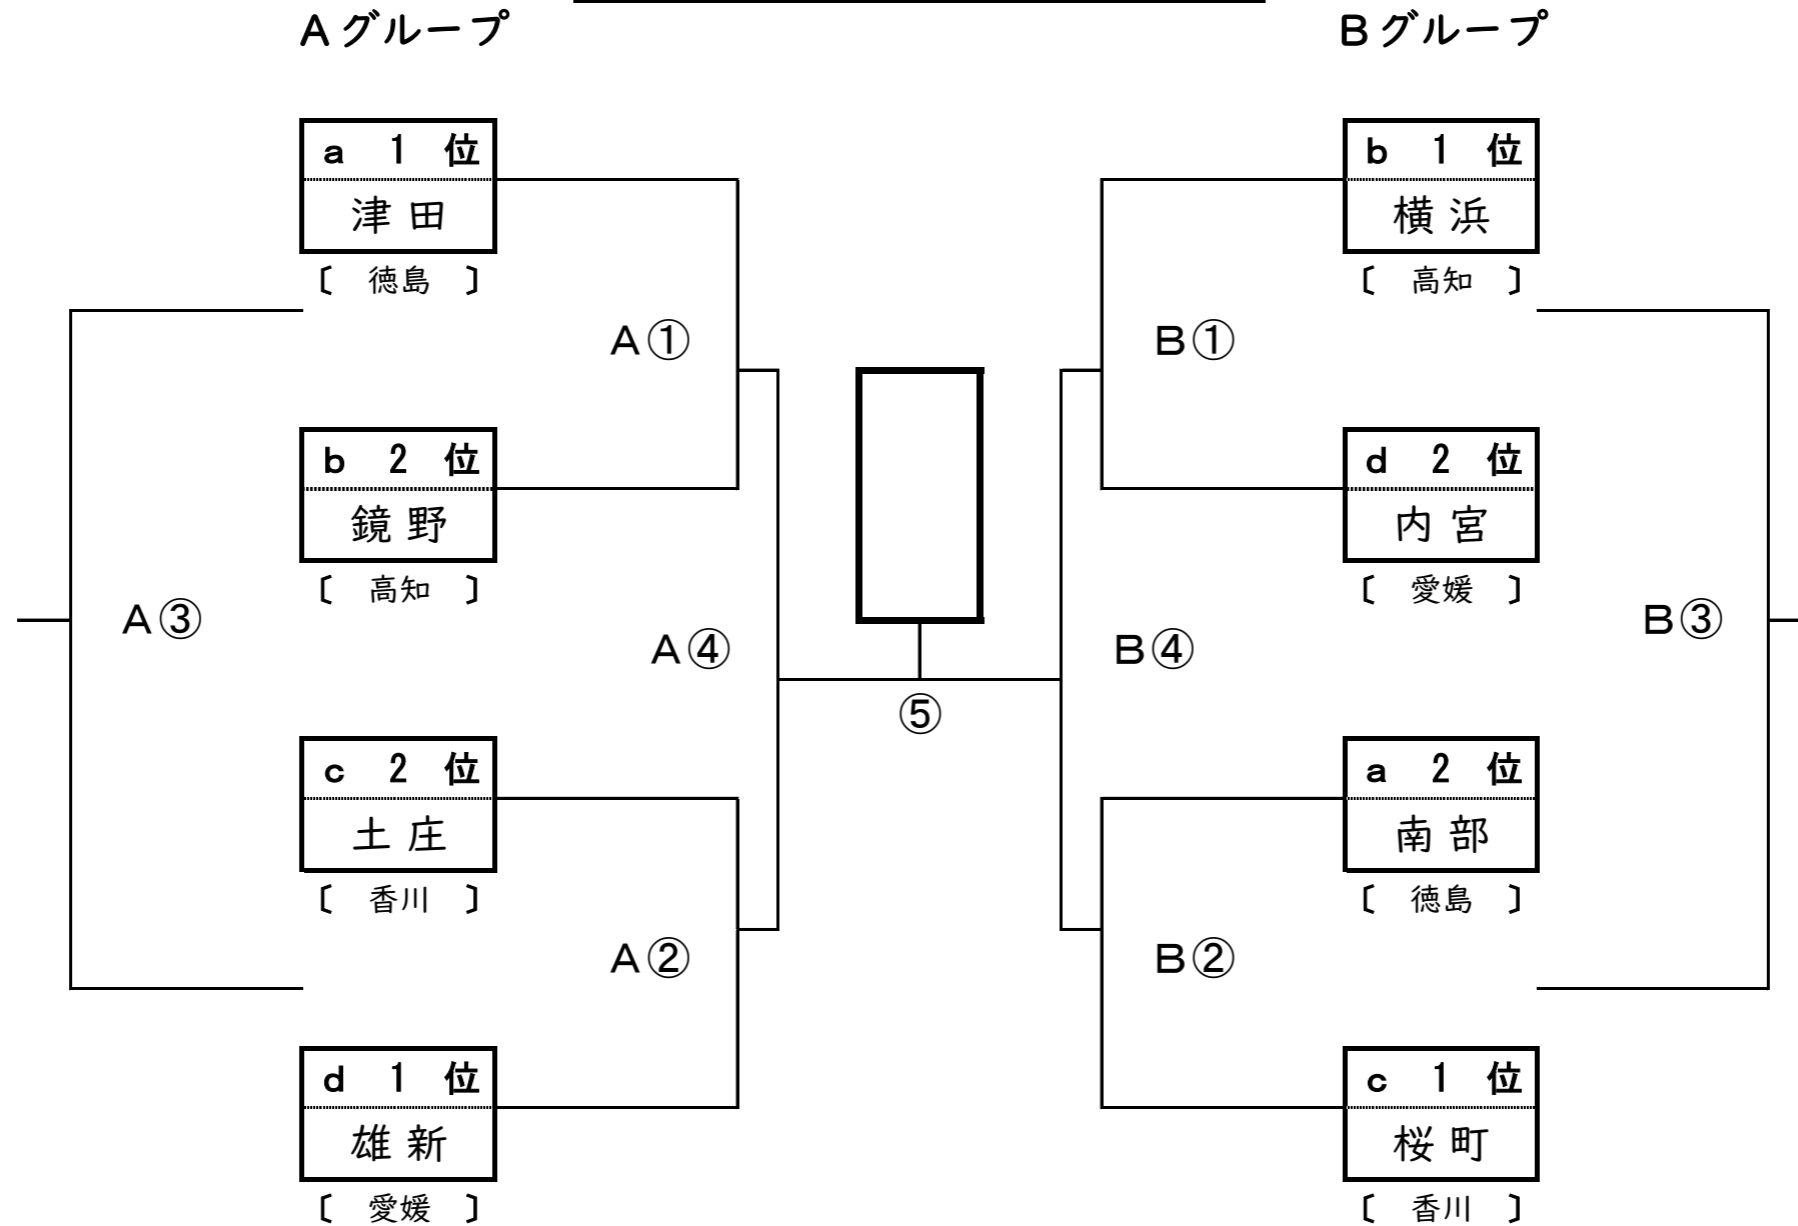 Aグループ
Bグループ
a 1 位
津田
〔 徳島 〕
b 1 位
横浜
〔 高知 〕
A①
B①
b 2 位
鏡野
〔 高知 〕
d 2 位
内宮
〔 愛媛 〕
A③
A④
B④
B③
⑤
c 2 位
土庄
〔 香川 〕
a 2 位
南部
〔 徳島 〕
A②
B②
d 1 位
雄新
〔 愛媛 〕
c 1 位
桜町
〔 香川 〕